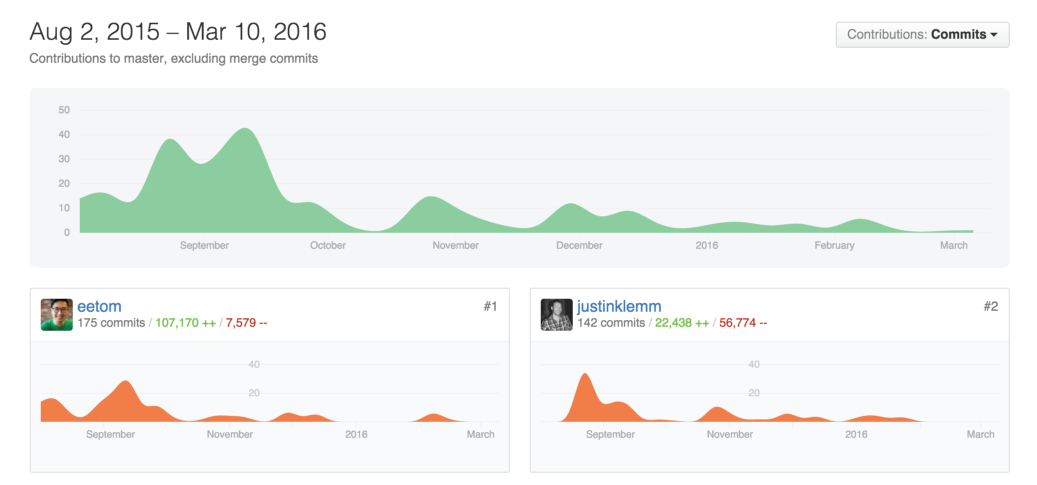 Aug 2, 2015 – Mar 10, 2016
Contributions: Commits
Contributions to master, excluding merge commits
50
40
30
20
10
0
September October November December 2016 February March
eetom #1
175 commits / 107,170 ++ / 7,579 --
40
20
September November 2016 March
justinklemm #2
142 commits / 22,438 ++ / 56,774 --
40
20
September November 2016 March